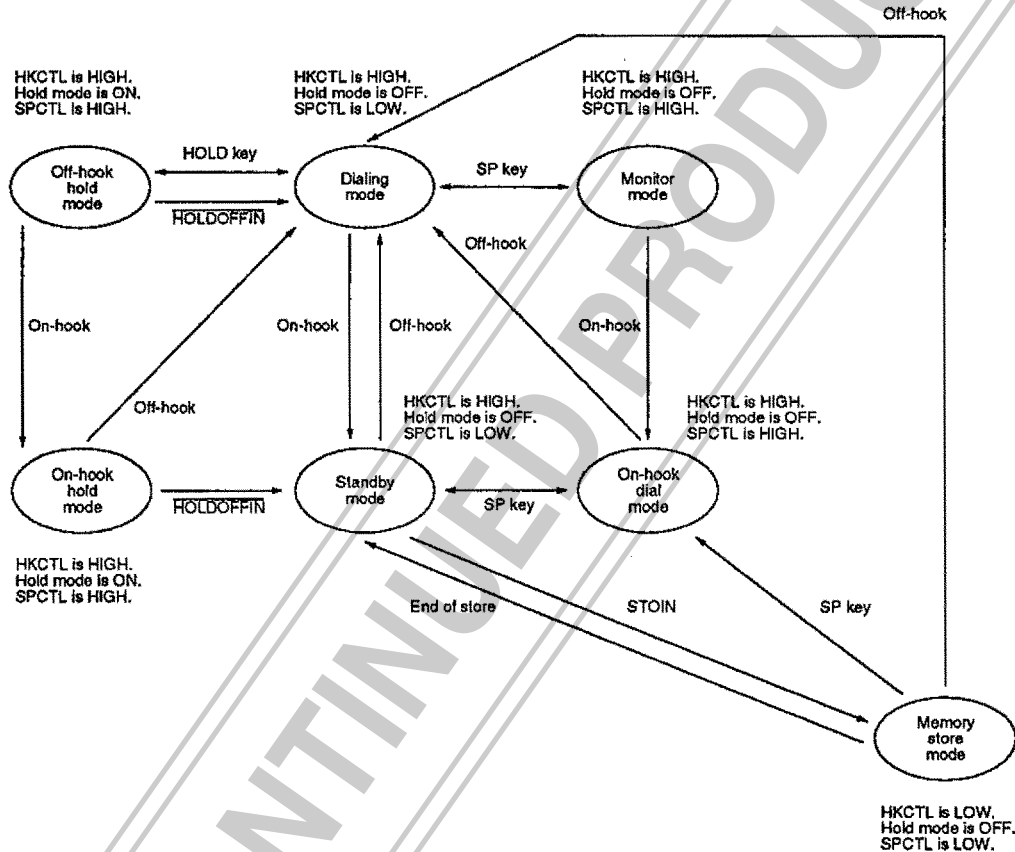 Off-hook
HKCTL is HIGH.
Hold mode is ON.
SPCTL is HIGH.
HKCTL is HIGH.
Hold mode is OFF.
SPCTL is LOW.
HKCTL is HIGH.
Hold mode is OFF.
SPCTL is HIGH.
Off-hook
hold
mode
HOLD key
HOLDOFFIN
Dialing
mode
SP key
Monitor
mode
Off-hook
On-hook
On-hook
Off-hook
On-hook
Off-hook
HKCTL is HIGH.
Hold mode is OFF.
SPCTL is LOW.
HKCTL is HIGH.
Hold mode is OFF.
SPCTL is HIGH.
On-hook
hold
mode
HOLDOFFIN
Standby
mode
SP key
On-hook
dial
mode
HKCTL is HIGH.
Hold mode is ON.
SPCTL is HIGH.
End of store
STOIN
SP key
Memory
store
mode
HKCTL is LOW.
Hold mode is OFF.
SPCTL is LOW.
NTINUED PRODUC